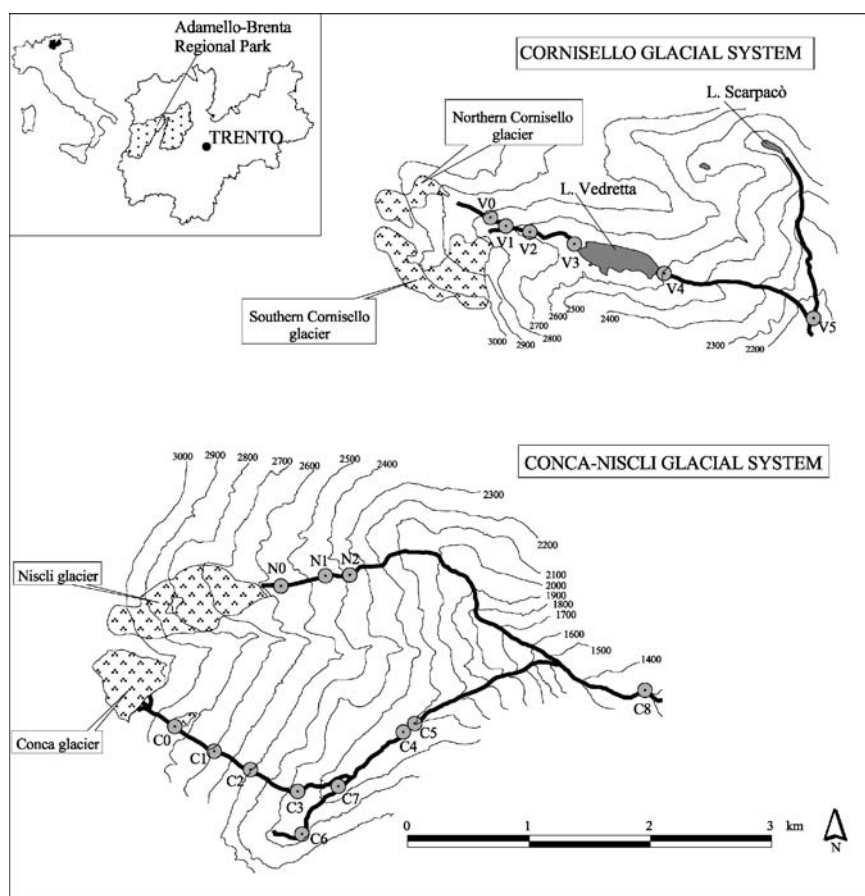 Adamello-Brenta
Regional Park
TRENTO
CORNISELLO GLACIAL SYSTEM
L. Scarpacò
Northern Cornisello
glacier
L. Vedretta
V0
V1
V2
V3
V4
V5
Southern Cornisello
glacier
3000
2900
2800
2700
2600
2500
2400
2300
2200
CONCA-NISCLI GLACIAL SYSTEM
3000
2900
2800
2700
2600
2500
2400
2300
2200
2100
2000
1900
1800
1700
1600
1500
1400
Niscli glacier
N0
N1
N2
Conca glacier
C0
C1
C2
C3
C4
C5
C6
C7
C8
0
1
2
3
km
N